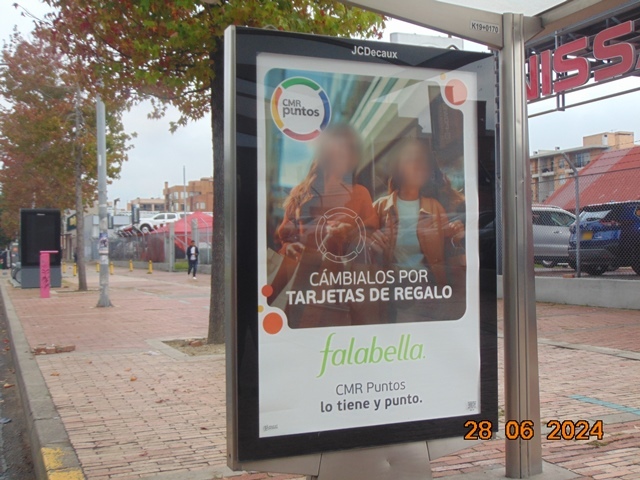 K19+0170
JCDecaux
NISSA
CMR
puntos
CÁMBIALOS POR
TARJETAS DE REGALO
falabella.
CMR Puntos
lo tiene y punto.
28 06 2024